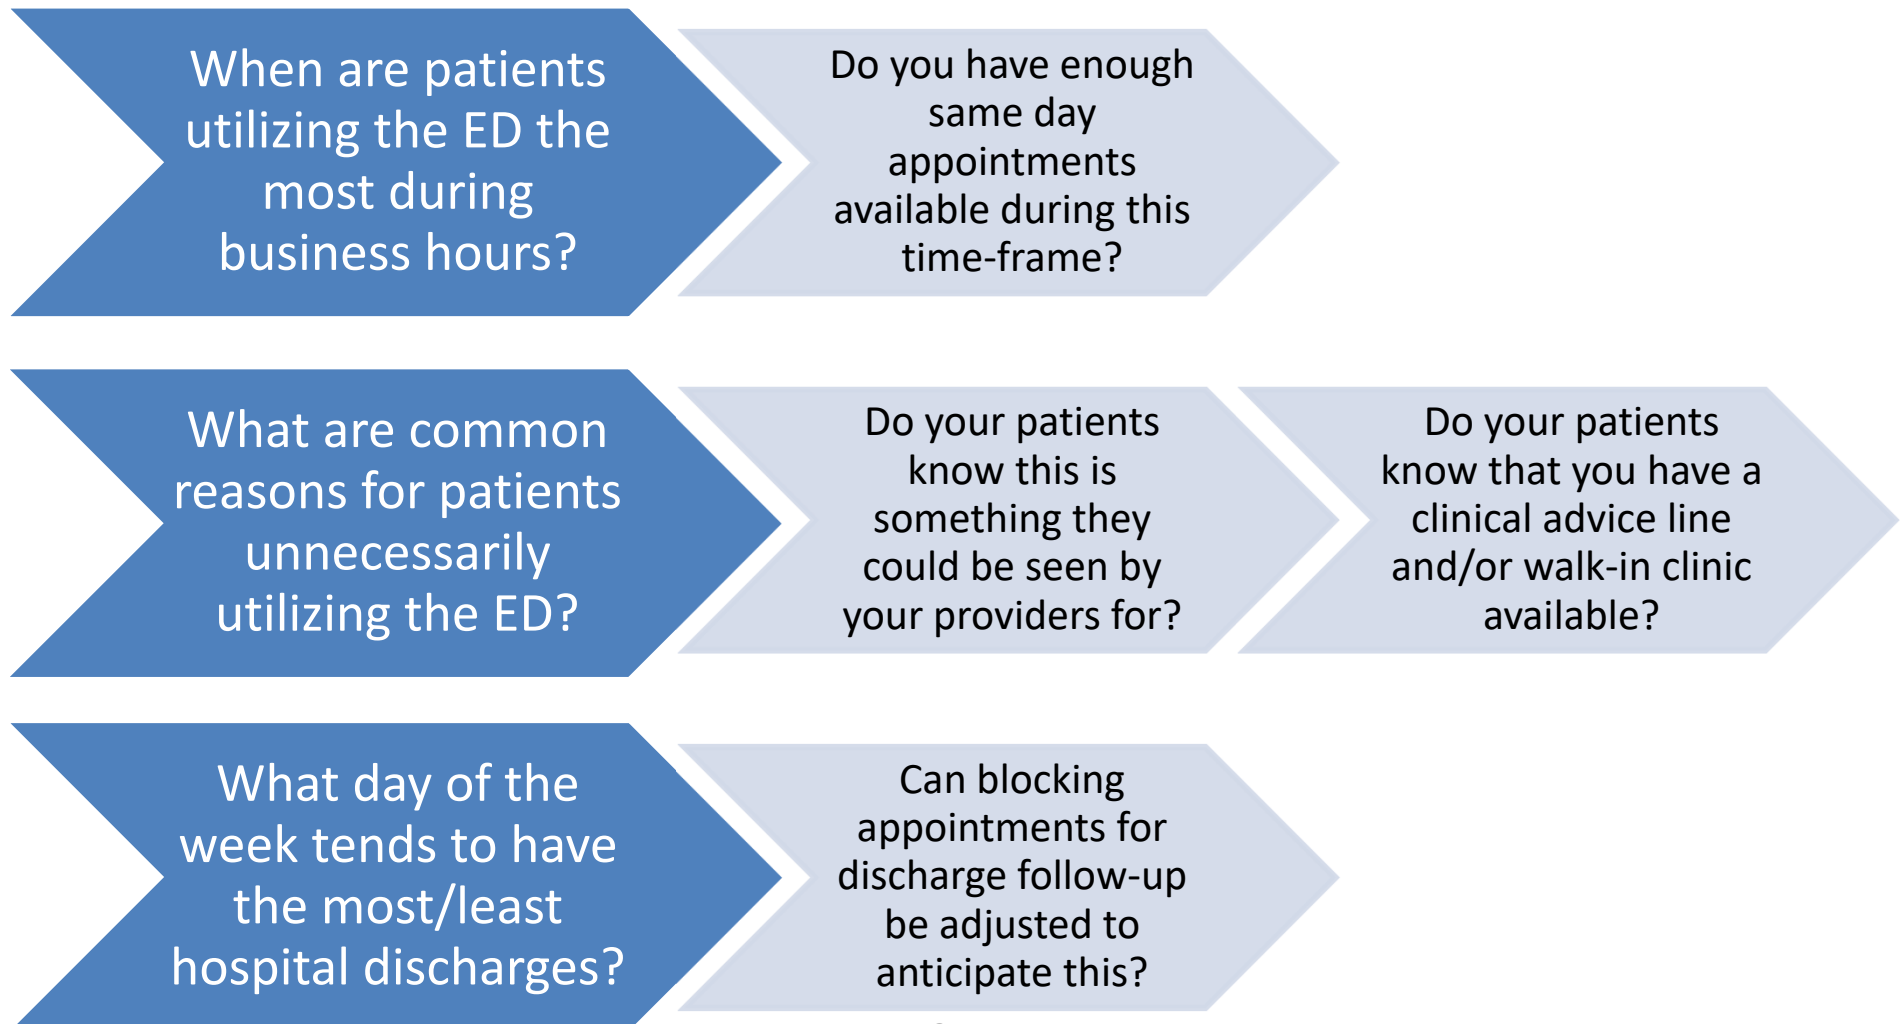 When are patients
utilizing the ED the
most during
business hours?
Do you have enough
same day
appointments
available during this
time-frame?
What are common
reasons for patients
unnecessarily
utilizing the ED?
Do your patients
know this is
something they
could be seen by
your providers for?
Do your patients
know that you have a
clinical advice line
and/or walk-in clinic
available?
What day of the
week tends to have
the most/least
hospital discharges?
Can blocking
appointments for
discharge follow-up
be adjusted to
anticipate this?